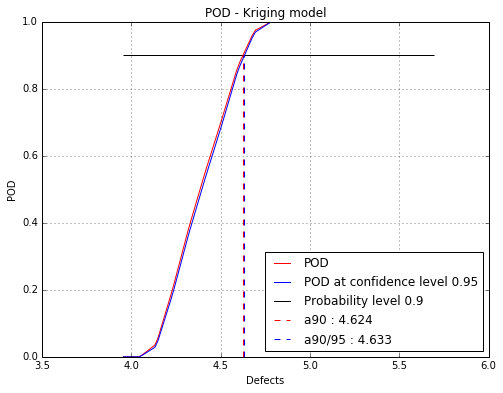 POD - Kriging model
1.0
0.8
0.6
0.4
0.2
0.0
POD
POD
POD at confidence level 0.95
Probability level 0.9
a90 : 4.624
a90/95 : 4.633
3.5
4.0
4.5
5.0
5.5
6.0
Defects